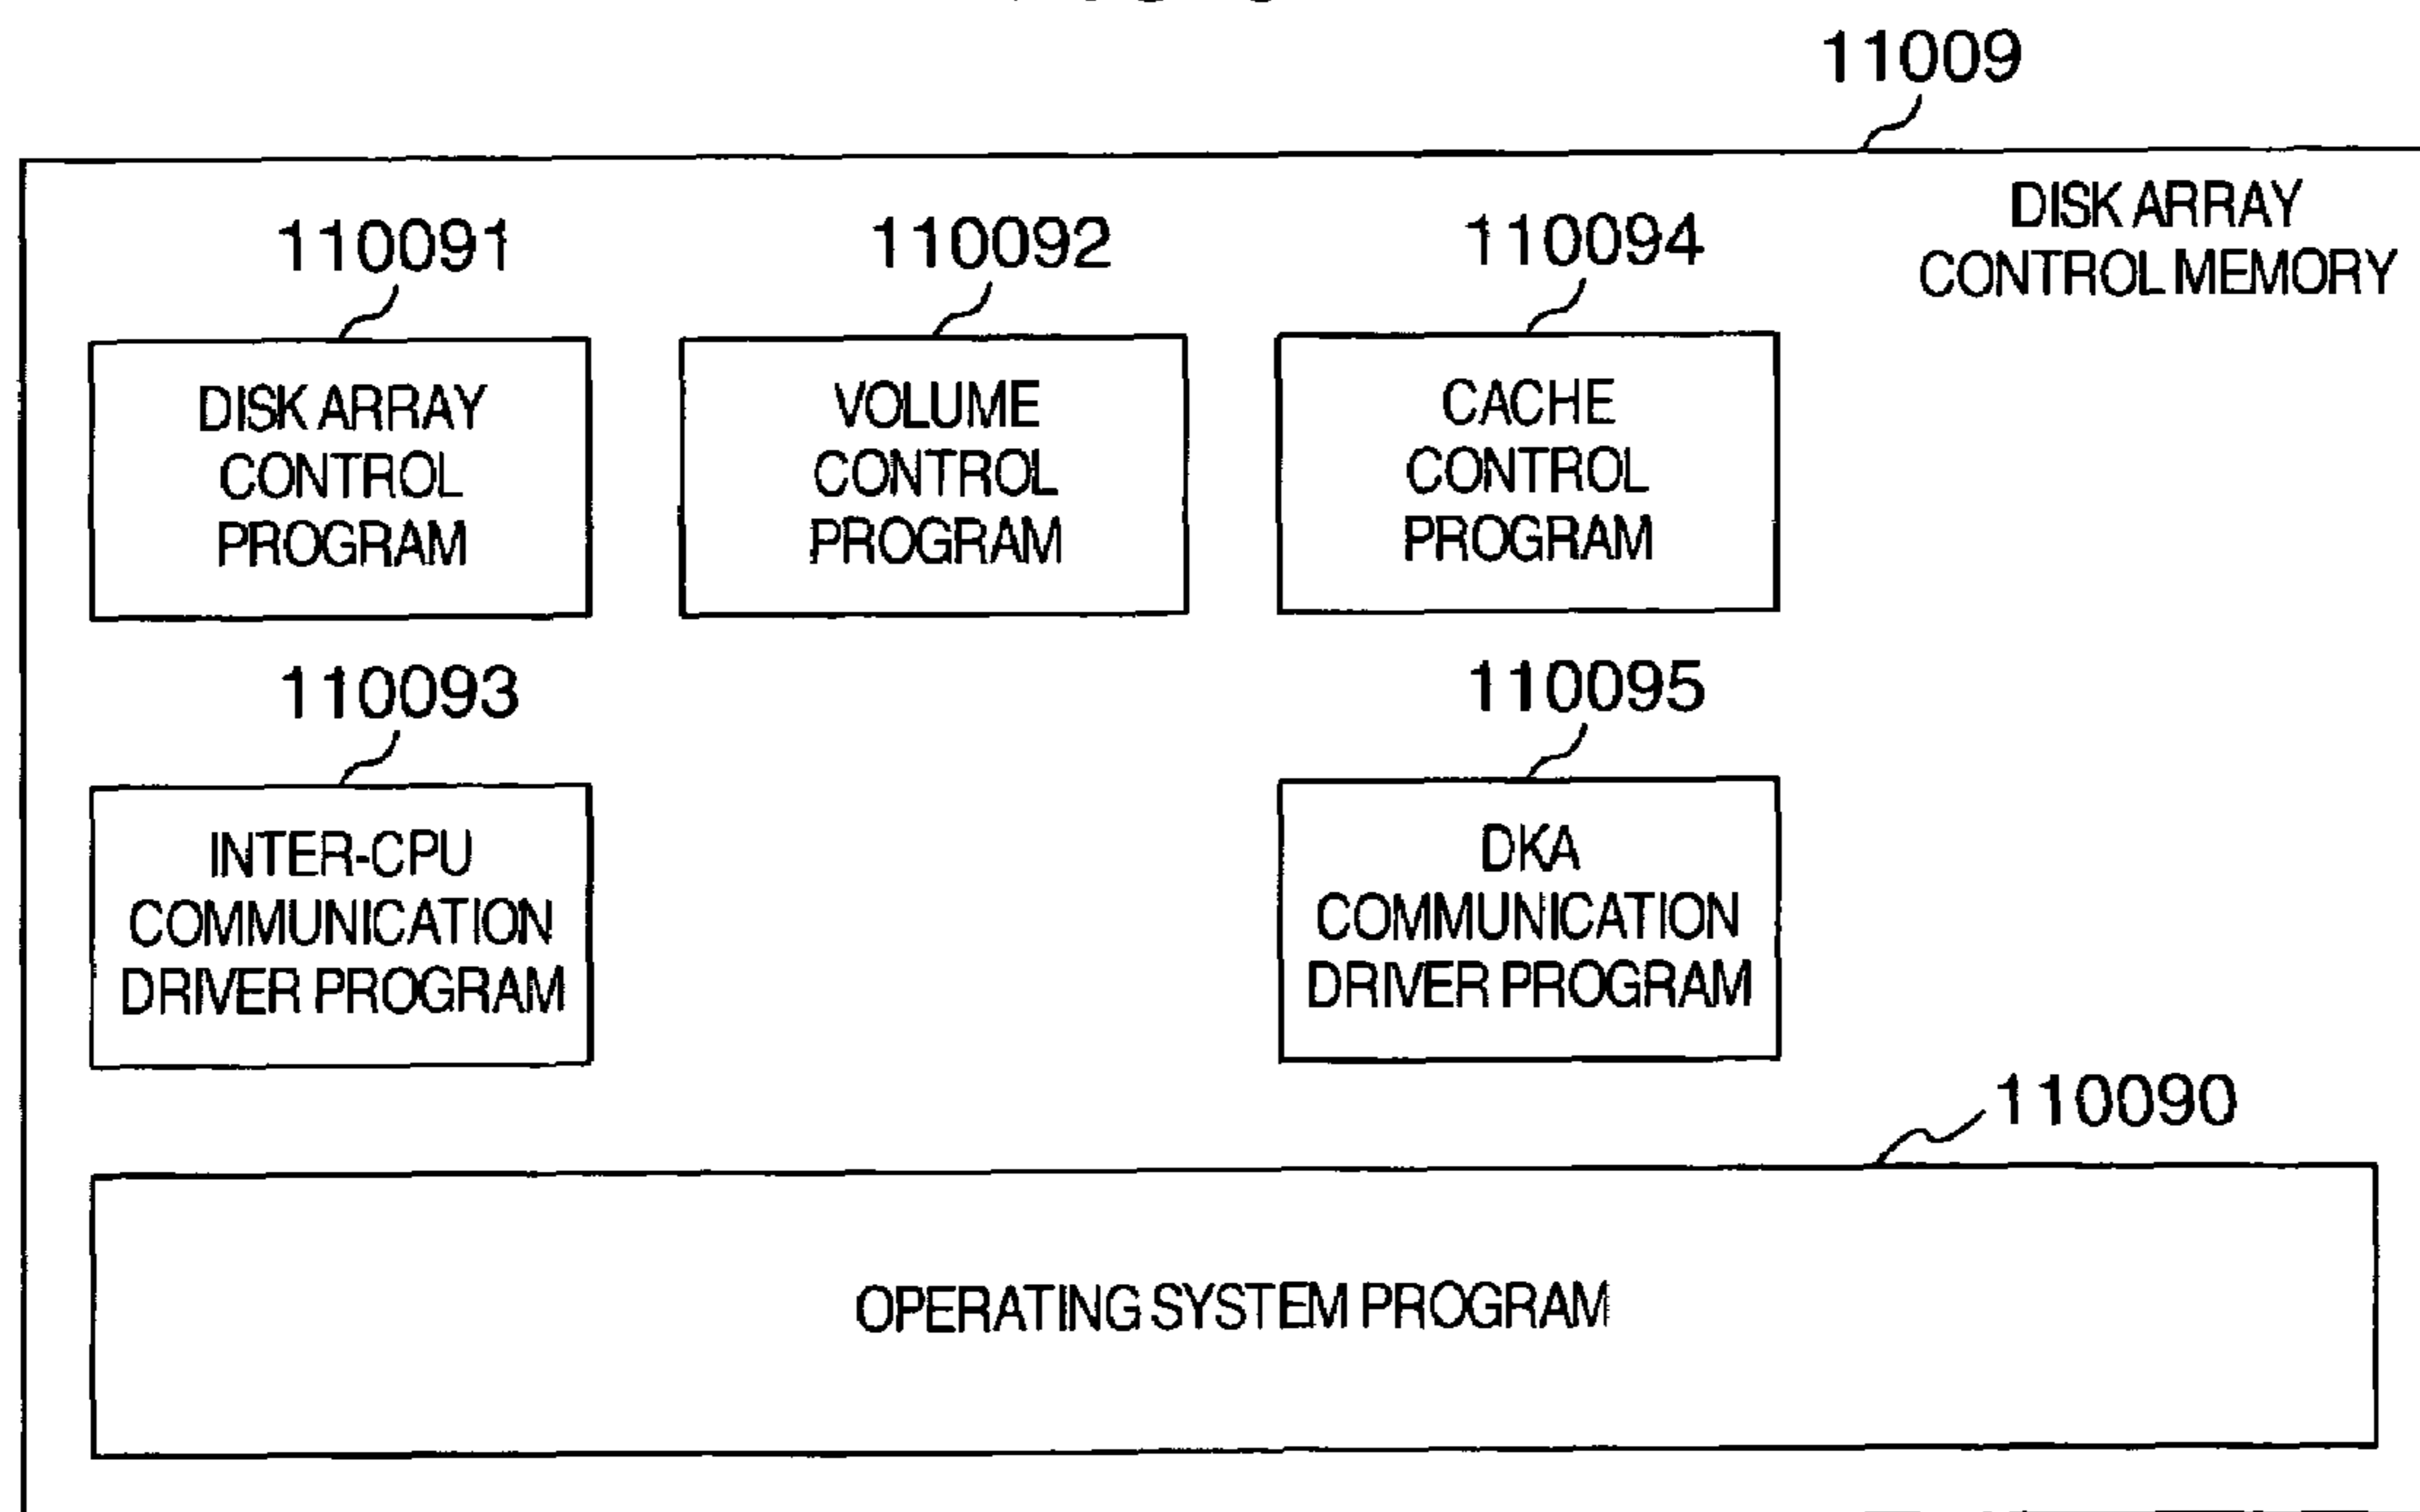 11009
DISK ARRAY
CONTROL MEMORY
110091
DISK ARRAY
CONTROL
PROGRAM
110092
VOLUME
CONTROL
PROGRAM
110094
CACHE
CONTROL
PROGRAM
110093
INTER-CPU
COMMUNICATION
DRIVER PROGRAM
110095
DKA
COMMUNICATION
DRIVER PROGRAM
110090
OPERATING SYSTEM PROGRAM